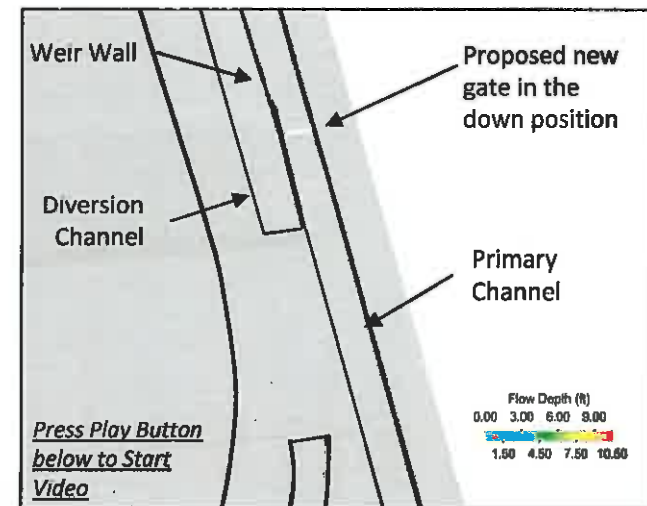 Weir Wall
Proposed new
gate in the
down position
Diversion
Channel
Primary
Channel
Flow Depth (ft)
0.00 3.00 6.00 9.00
1.50 4.50 7.50 10.50
Press Play Button
below to Start
Video